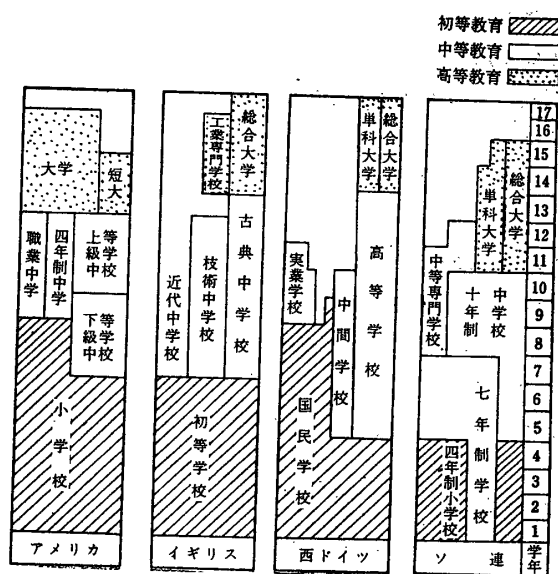 初等教育
中等教育
高等教育
大学
短大
職業中学
四年制中学
上級中等学校
下級中等学校
小学校
アメリカ
工業専門学校
総合大学
近代中学校
技術中学校
古典中学校
初等学校
イギリス
単科大学
総合大学
実業学校
中間学校
高等学校
国民学校
西ドイツ
単科大学
総合大学
中等専門学校
十年制中学校
七年制学校
四年制小学校
ソ連
17
16
15
14
13
12
11
10
9
8
7
6
5
4
3
2
1
学年